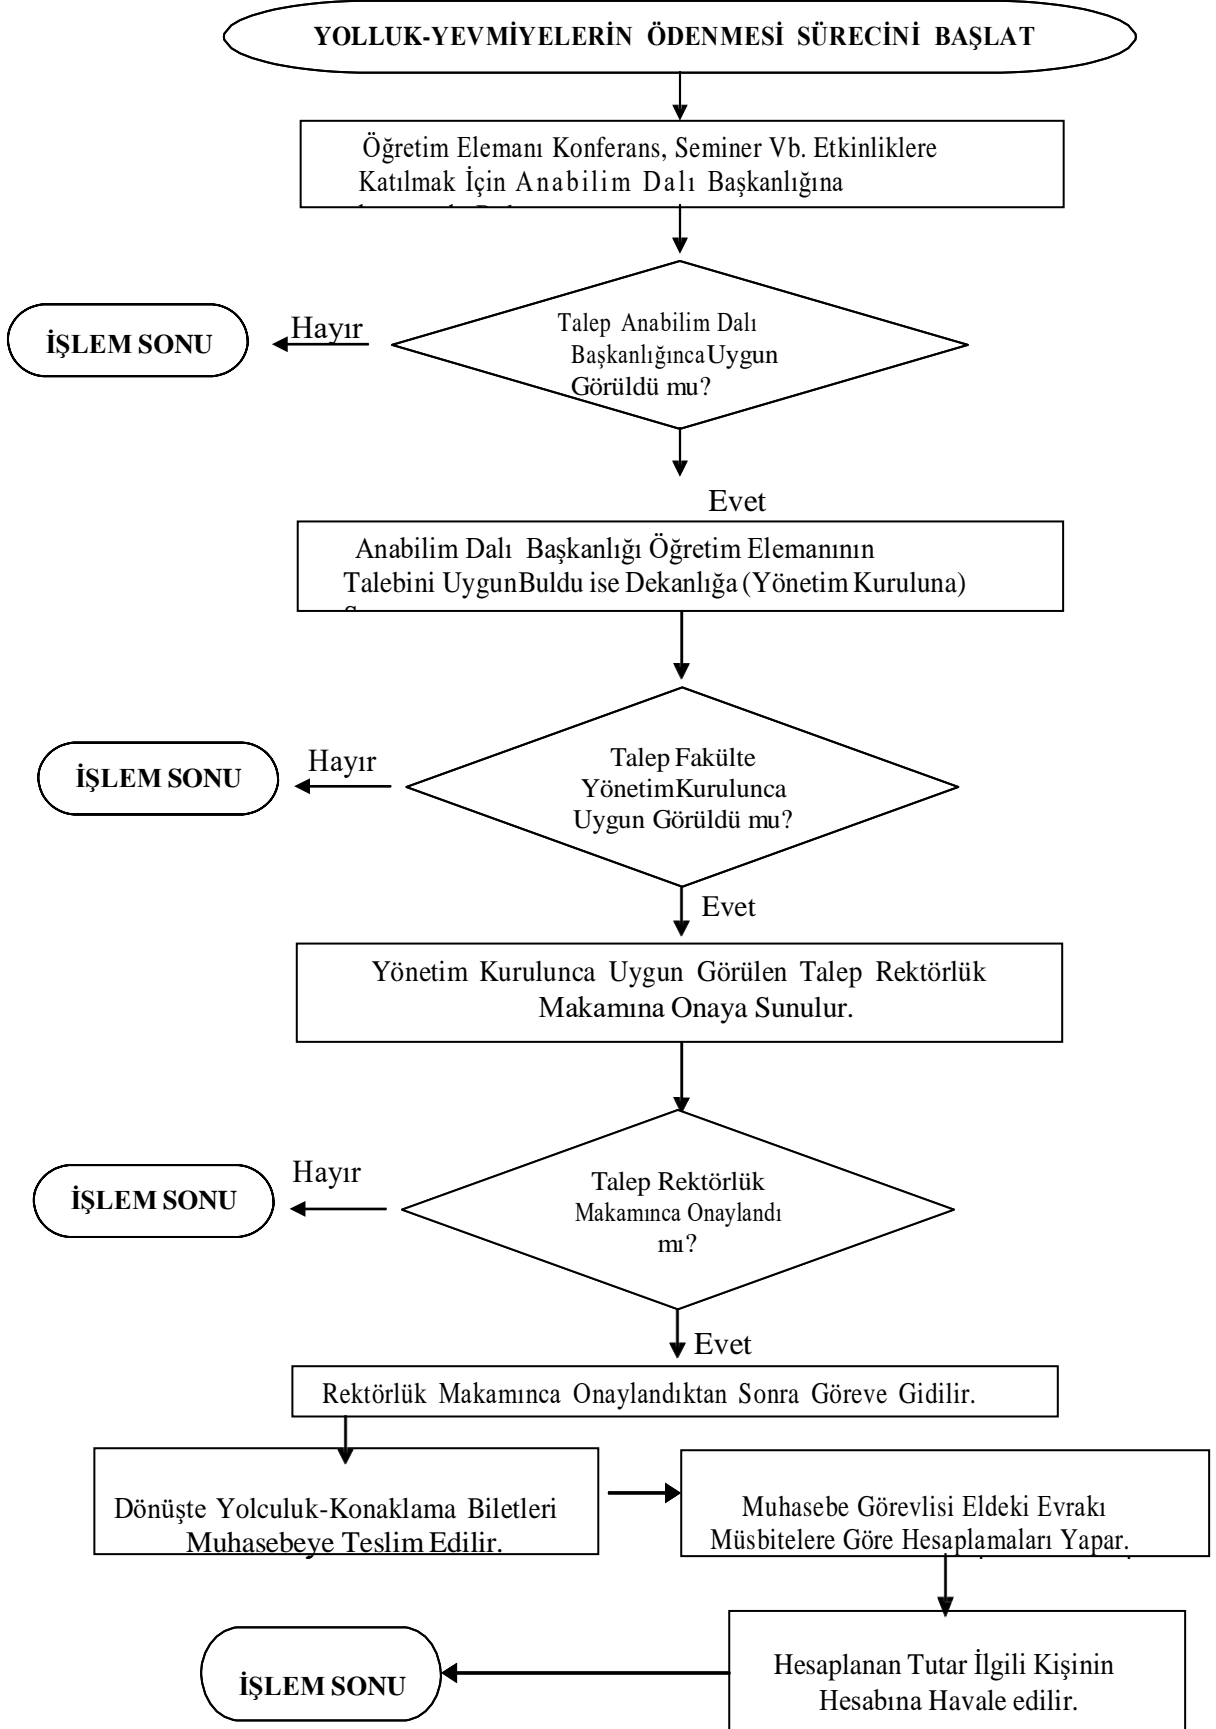 YOLLUK-YEVMİYELERİN ÖDENMESİ SÜRECİNİ BAŞLAT
Öğretim Elemanı Konferans, Seminer Vb. Etkinliklere
Katılmak İçin Anabilim Dalı Başkanlığına
Talep Anabilim Dalı
Başkanlığınca Uygun
Görüldü mu?
Hayır
İŞLEM SONU
Evet
Anabilim Dalı Başkanlığı Öğretim Elemanının
Talebini Uygun Buldu ise Dekanlığa (Yönetim Kuruluna)
Talep Fakülte
Yönetim Kurulunca
Uygun Görüldü mu?
Hayır
İŞLEM SONU
Evet
Yönetim Kurulunca Uygun Görülen Talep Rektörlük
Makamına Onaya Sunulur.
Talep Rektörlük
Makamınca Onaylandı
mı?
Hayır
İŞLEM SONU
Evet
Rektörlük Makamınca Onaylandıktan Sonra Göreve Gidilir.
Dönüşte Yolculuk-Konaklama Biletleri
Muhasebeye Teslim Edilir.
Muhasebe Görevlisi Eldeki Evrakı
Müsbitelere Göre Hesaplamaları Yapar.
Hesaplanan Tutar İlgili Kişinin
Hesabına Havale edilir.
İŞLEM SONU